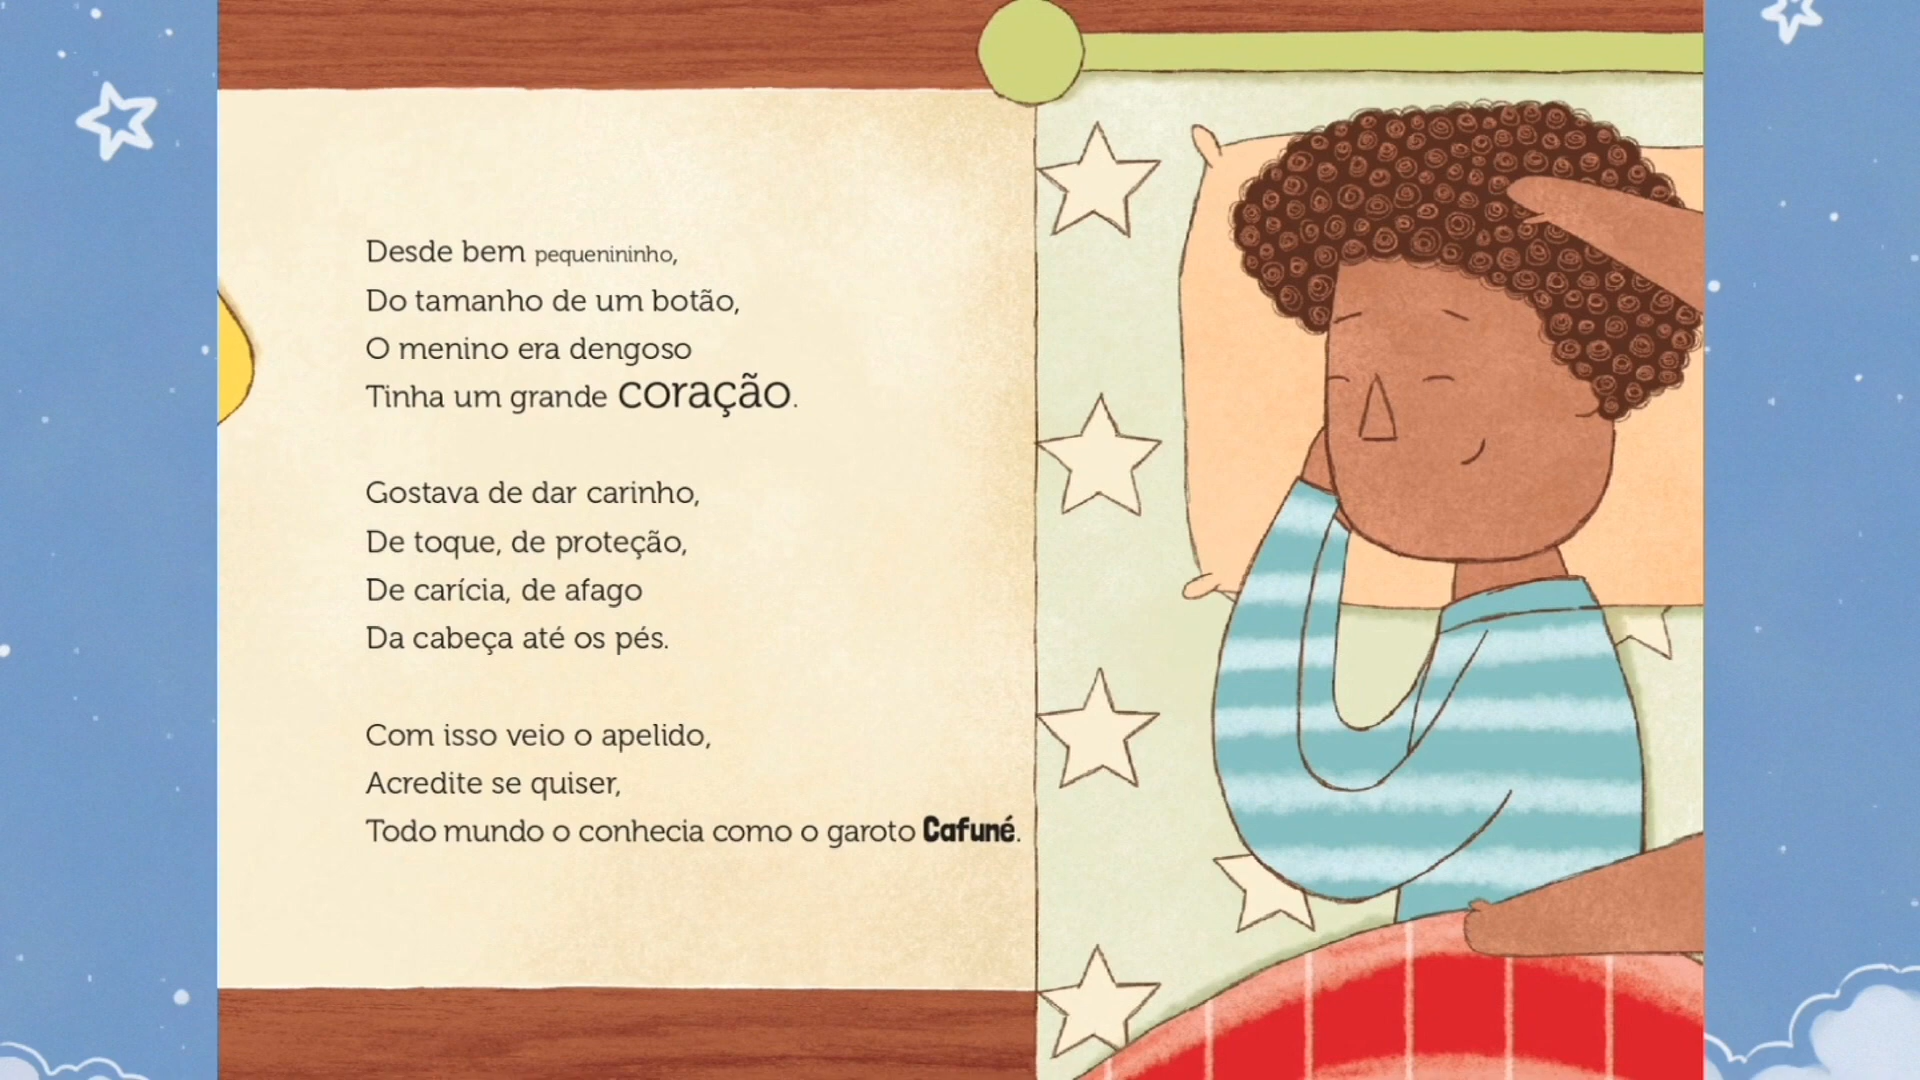 Desde bem pequenininho,
Do tamanho de um botão,
O menino era dengoso
Tinha um grande coração.
Gostava de dar carinho,
De toque, de proteção,
De carícia, de afago
Da cabeça até os pés.
Com isso veio o apelido,
Acredite se quiser,
Todo mundo o conhecia como o garoto Cafuné.